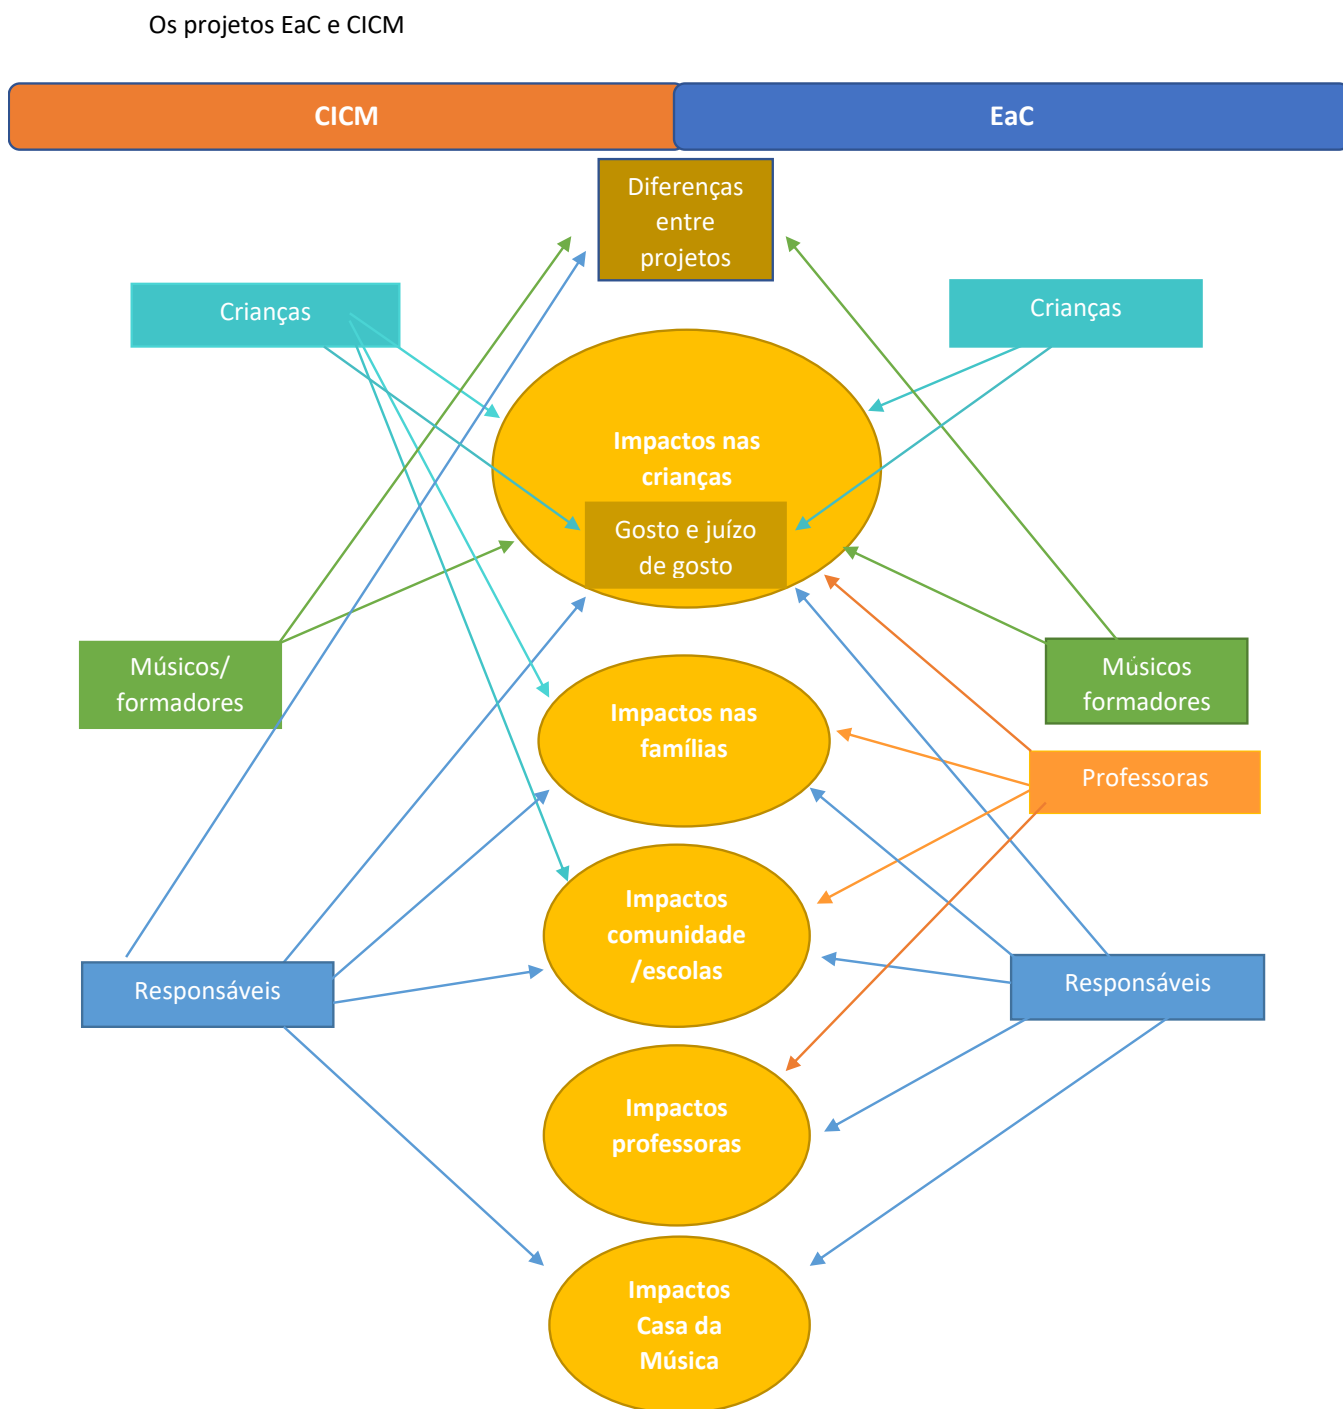 Os projetos EaC e CICM
CICM
EaC
Diferenças
entre
projetos
Crianças
Crianças
Impactos nas
crianças
Gosto e juízo
de gosto
Músicos/
formadores
Músicos
formadores
Impactos nas
famílias
Professoras
Impactos
comunidade
/escolas
Responsáveis
Responsáveis
Impactos
professoras
Impactos
Casa da
Música